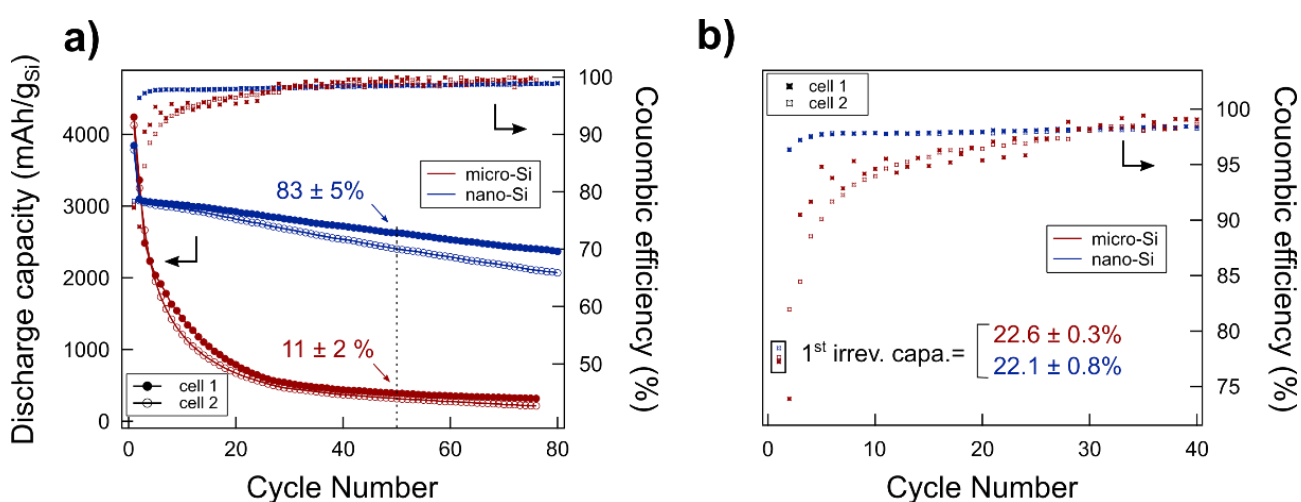 a)
Discharge capacity (mAh/gSi)
4000
3000
2000
1000
0
100
90
80
70
60
50
Couombic efficiency (%)
micro-Si
nano-Si
83 ± 5%
11 ± 2 %
cell 1
cell 2
0
20
40
60
80
Cycle Number
b)
cell 1
cell 2
100
95
90
85
80
75
Couombic efficiency (%)
micro-Si
nano-Si
1st irrev. capa.=
22.6 ± 0.3%
22.1 ± 0.8%
0
10
20
30
40
Cycle Number